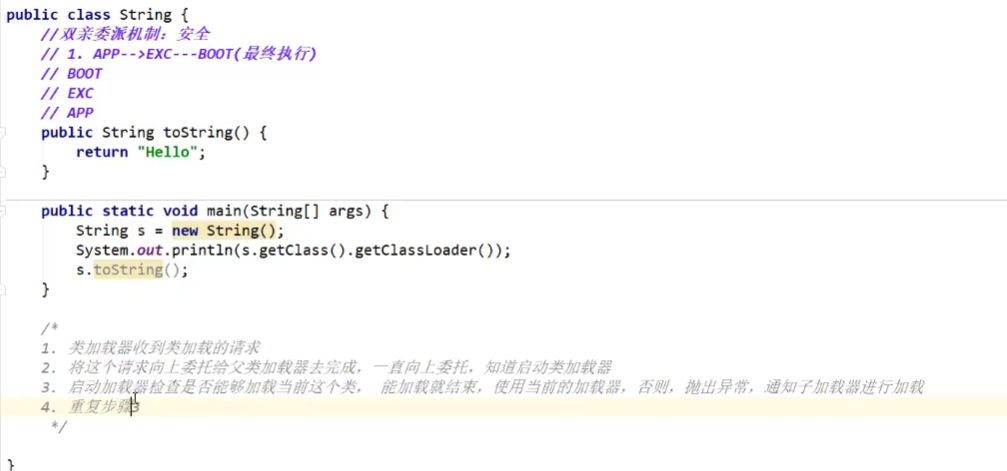 public class String {
//双亲委派机制：安全
// 1. APP-->EXC---BOOT(最终执行)
// BOOT
// EXC
// APP
public String toString() {
return "Hello";
}
public static void main(String[] args) {
String s = new String();
System.out.println(s.getClass().getClassLoader());
s.toString();
}
/*
1. 类加载器收到类加载的请求
2. 将这个请求向上委托给父类加载器去完成，一直向上委托，知道启动类加载器
3. 启动加载器检查是否能够加载当前这个类， 能加载就结束，使用当前的加载器，否则，抛出异常，通知子加载器进行加载
4. 重复步骤3
*/
}